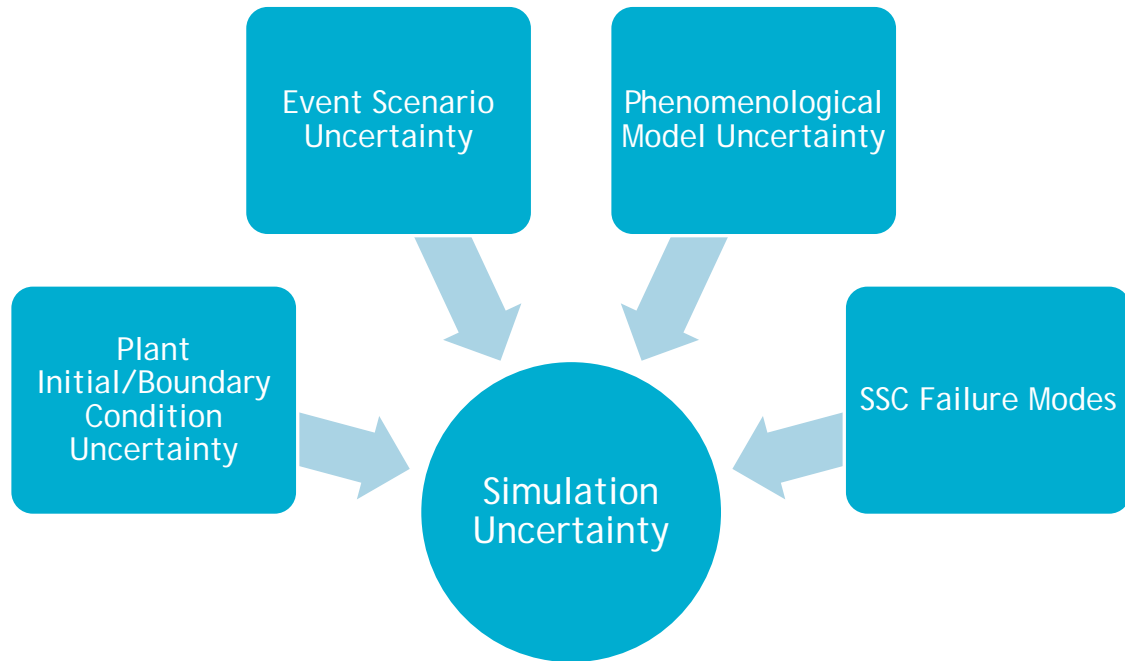 Event Scenario
Uncertainty
Phenomenological
Model Uncertainty
Plant
Initial/Boundary
Condition
Uncertainty
SSC Failure Modes
Simulation
Uncertainty